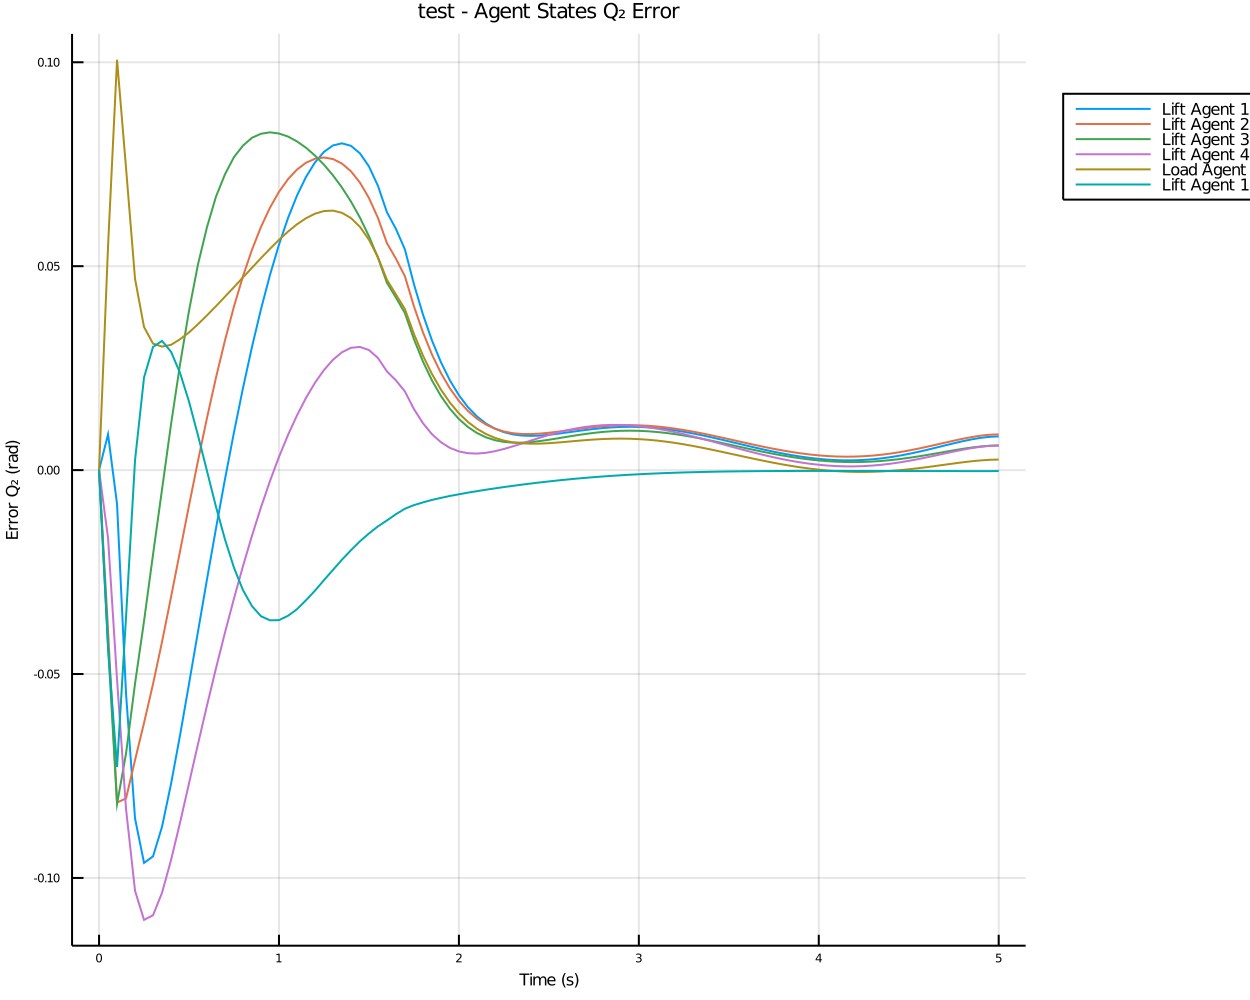 test - Agent States Q₂ Error
Error Q₂ (rad)
0.10
0.05
0.00
-0.05
-0.10
0
1
2
3
4
5
Time (s)
Lift Agent 1
Lift Agent 2
Lift Agent 3
Lift Agent 4
Load Agent
Lift Agent 1